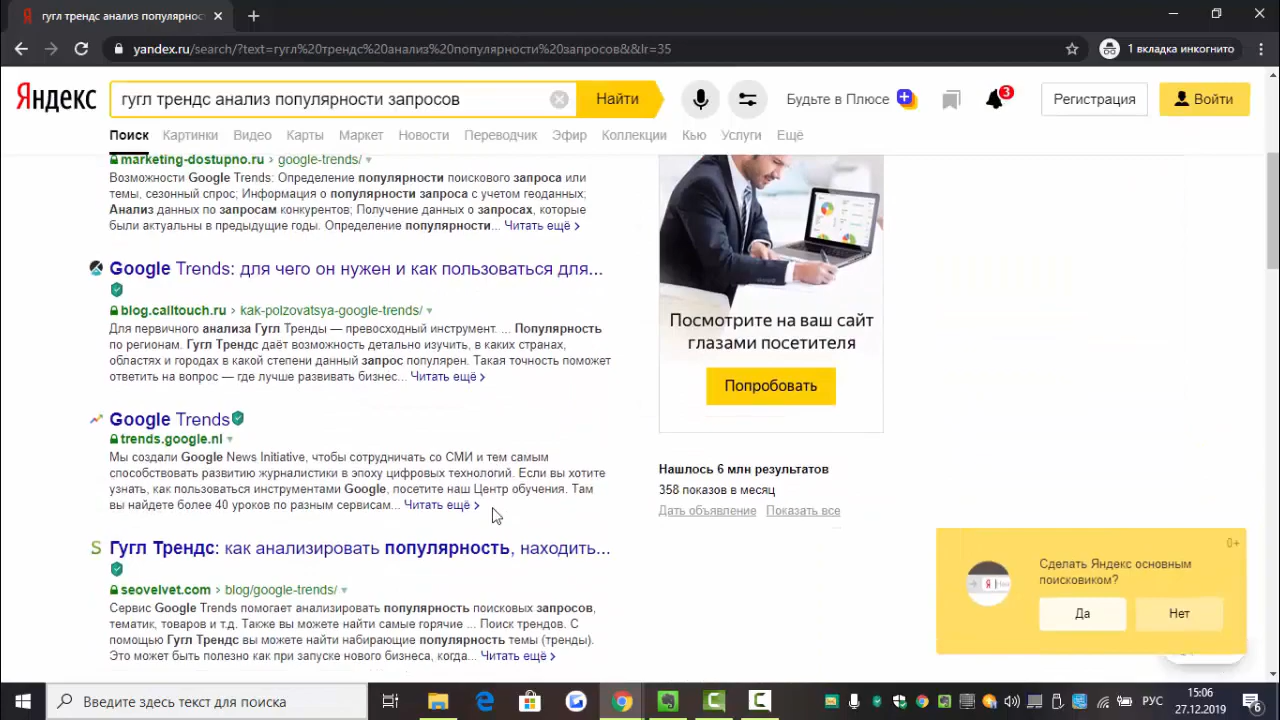 гугл трендс анализ популярнос
yandex.ru/search/?text=гугл%20трендс%20анализ%20популярности%20запросов&&lr=35
1 вкладка инкогнито
Яндекс
гугл трендс анализ популярности запросов
Найти
Будьте в Плюсе
3
Регистрация
Войти
Поиск
Картинки
Видео
Карты
Маркет
Новости
Переводчик
Эфир
Коллекции
Кью
Услуги
Ещё
marketing-dostupno.ru › google-trends/
Возможности Google Trends: Определение популярности поискового запроса или
темы, сезонный спрос; Информация о популярности запроса с учетом геоданных;
Анализ данных по запросам конкурентов; Получение данных о запросах, которые
были актуальны в предыдущие годы. Определение популярности... Читать ещё ›
Google Trends: для чего он нужен и как пользоваться для...
blog.calltouch.ru › kak-polzovatsya-google-trends/
Для первичного анализа Гугл Тренды — превосходный инструмент. ... Популярность
по регионам. Гугл Трендс даёт возможность детально изучить, в каких странах,
областях и городах в какой степени данный запрос популярен. Такая точность поможет
ответить на вопрос — где лучше развивать бизнес... Читать ещё ›
Google Trends
trends.google.nl
Мы создали Google News Initiative, чтобы сотрудничать со СМИ и тем самым
способствовать развитию журналистики в эпоху цифровых технологий. Если вы хотите
узнать, как пользоваться инструментами Google, посетите наш Центр обучения. Там
вы найдете более 40 уроков по разным сервисам... Читать ещё ›
S Гугл Трендс: как анализировать популярность, находить...
seovelvet.com › blog/google-trends/
Сервис Google Trends помогает анализировать популярность поисковых запросов,
тематик, товаров и т.д. Также вы можете найти самые горячие ... Поиск трендов. С
помощью Гугл Трендс вы можете найти набирающие популярность темы (тренды).
Это может быть полезно как при запуске нового бизнеса, когда... Читать ещё ›
Посмотрите на ваш сайт
глазами посетителя
Попробовать
Нашлось 6 млн результатов
358 показов в месяц
Дать объявление
Показать все
0+
Сделать Яндекс основным
поисковиком?
Да
Нет
Введите здесь текст для поиска
РУС
15:06
27.12.2019
6